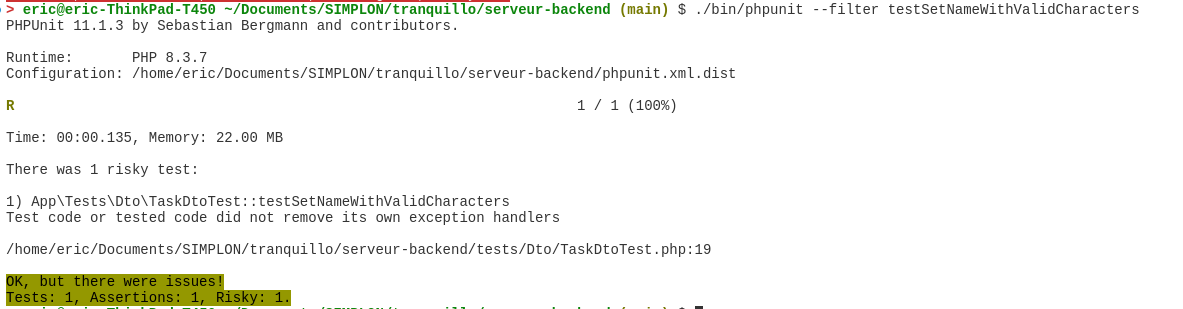 > eric@eric-ThinkPad-T450 ~/Documents/SIMPLON/tranquillo/serveur-backend (main) $ ./bin/phpunit --filter testSetNameWithValidCharacters
PHPUnit 11.1.3 by Sebastian Bergmann and contributors.
Runtime:       PHP 8.3.7
Configuration: /home/eric/Documents/SIMPLON/tranquillo/serveur-backend/phpunit.xml.dist
R                                                                   1 / 1 (100%)
Time: 00:00.135, Memory: 22.00 MB
There was 1 risky test:
1) App\Tests\Dto\TaskDtoTest::testSetNameWithValidCharacters
Test code or tested code did not remove its own exception handlers
/home/eric/Documents/SIMPLON/tranquillo/serveur-backend/tests/Dto/TaskDtoTest.php:19
OK, but there were issues!
Tests: 1, Assertions: 1, Risky: 1.